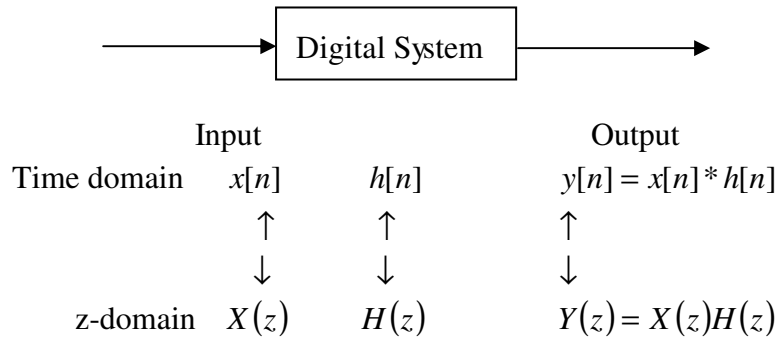 Digital System
Input Output
Time domain x[n] h[n] y[n] = x[n] * h[n]
↑ ↑ ↑
↓ ↓ ↓
z-domain X(z) H(z) Y(z) = X(z)H(z)